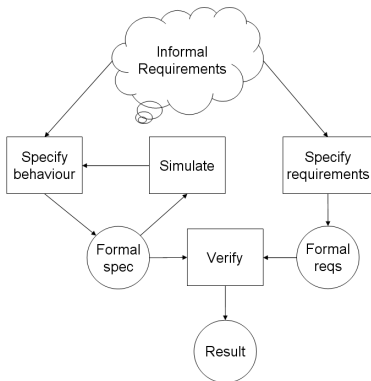 Informal
Requirements
Specify
behaviour
Simulate
Specify
requirements
Formal
spec
Verify
Formal
reqs
Result